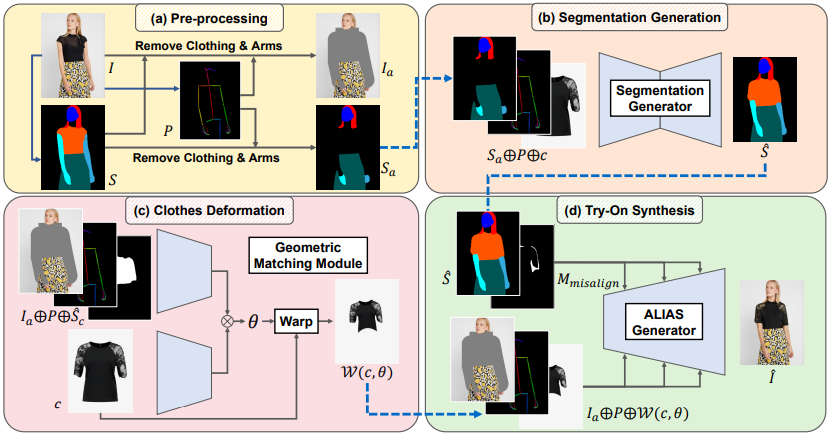 (a) Pre-processing
Remove Clothing & Arms
I
P
I_a
Remove Clothing & Arms
S
S_a
(b) Segmentation Generation
Segmentation
Generator
S_a⊕P⊕c
Ŝ
(c) Clothes Deformation
Geometric
Matching Module
I_a⊕P⊕Ŝ_c
θ
Warp
c
𝒲(c, θ)
(d) Try-On Synthesis
Ŝ
M_misalign
ALIAS
Generator
Î
I_a⊕P⊕𝒲(c, θ)